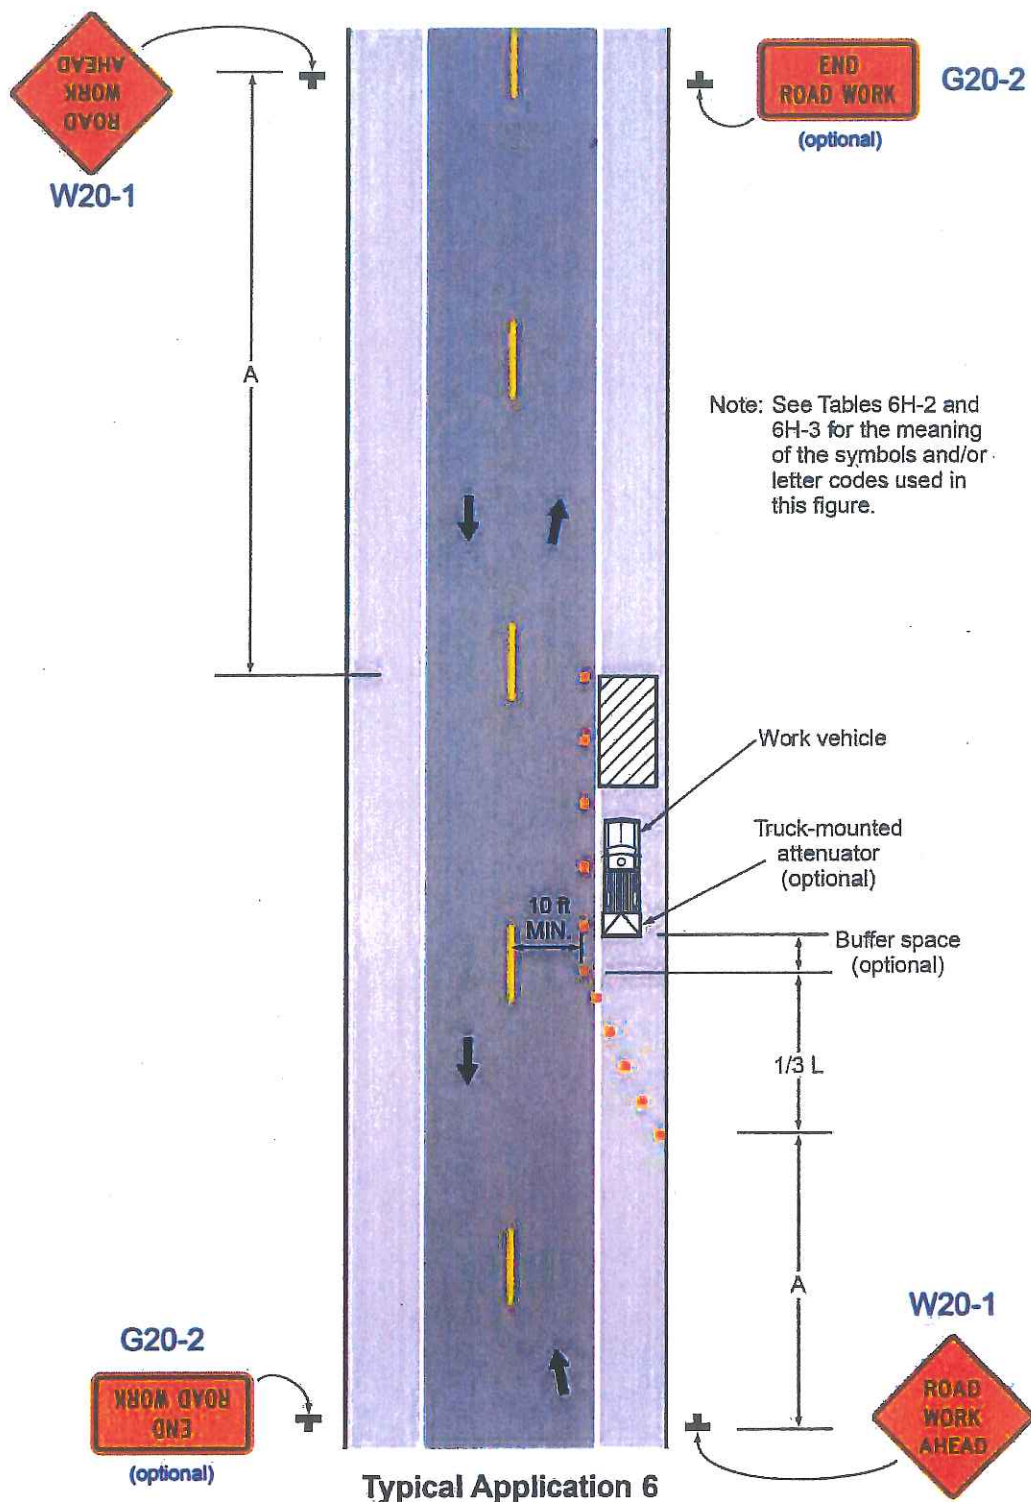 ROAD
WORK
AHEAD
W20-1
END
ROAD WORK
(optional)
G20-2
A
Note: See Tables 6H-2 and
6H-3 for the meaning
of the symbols and/or
letter codes used in
this figure.
Work vehicle
Truck-mounted
attenuator
(optional)
10 ft
MIN.
Buffer space
(optional)
1/3 L
A
W20-1
ROAD
WORK
AHEAD
G20-2
END
ROAD WORK
(optional)
Typical Application 6